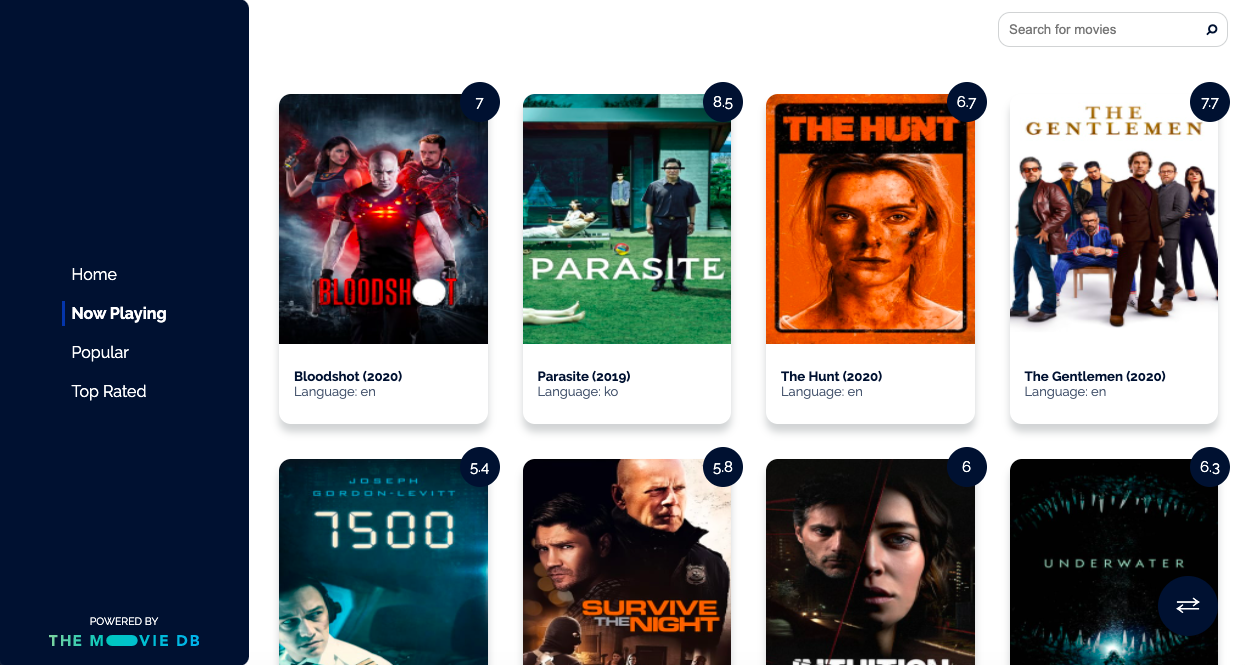 Search for movies
Home
Now Playing
Popular
Top Rated
POWERED BY
THE MOVIE DB
7
8.5
6.7
7.7
BLOODSHOT
PARASITE
THE HUNT
THE
GENTLEMEN
Bloodshot (2020)
Language: en
Parasite (2019)
Language: ko
The Hunt (2020)
Language: en
The Gentlemen (2020)
Language: en
5.4
5.8
6
6.3
JOSEPH
GORDON-LEVITT
7500
SURVIVE
THE NIGHT
INTUITION
UNDERWATER